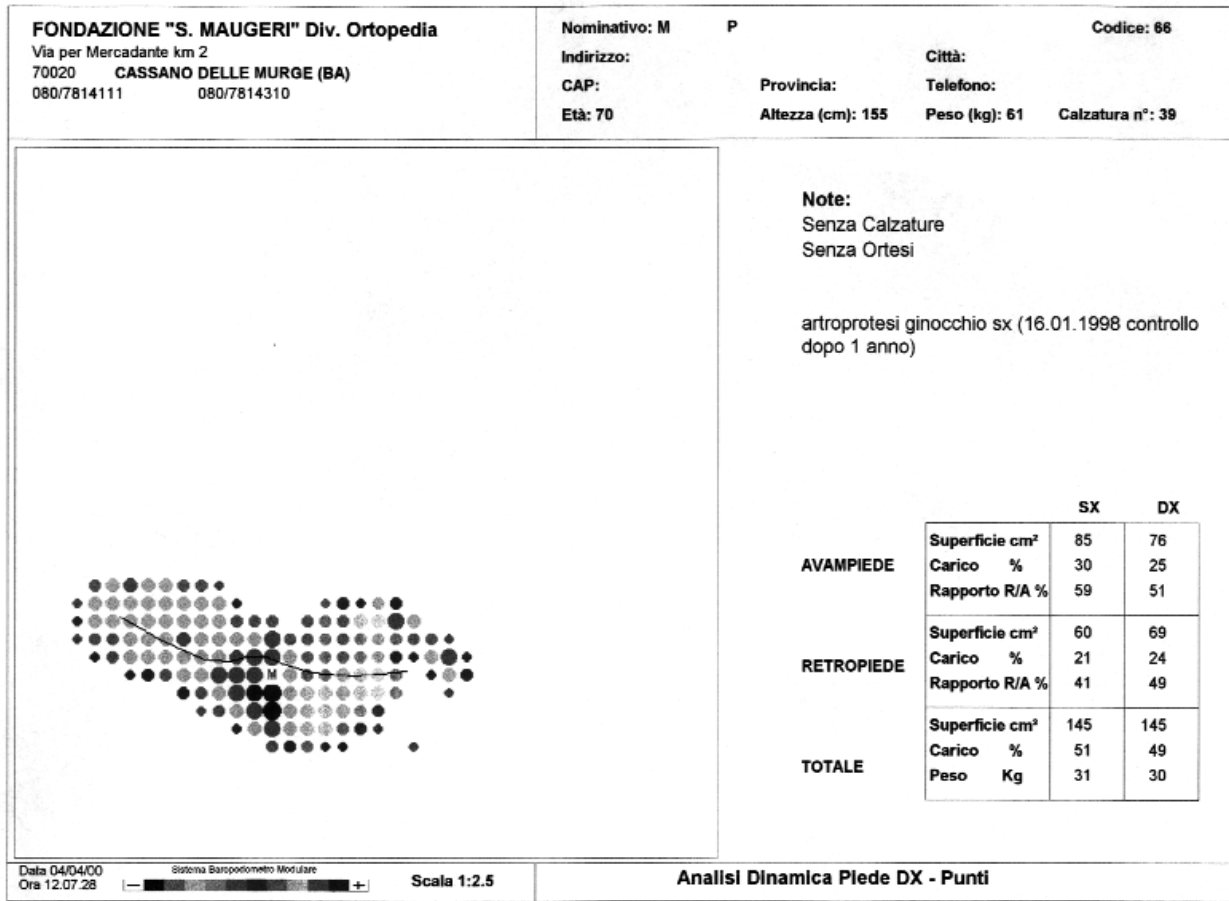 FONDAZIONE "S. MAUGERI" Div. Ortopedia
Via per Mercadante km 2
70020 CASSANO DELLE MURGE (BA)
080/7814111 080/7814310
Nominativo: M P Codice: 66
Indirizzo: Città:
CAP: Provincia: Telefono:
Età: 70 Altezza (cm): 155 Peso (kg): 61 Calzatura n°: 39
Note:
Senza Calzature
Senza Ortesi
artroprotesi ginocchio sx (16.01.1998 controllo
dopo 1 anno)
M
SX DX
AVAMPIEDE
Superficie cm² 85 76
Carico % 30 25
Rapporto R/A % 59 51
RETROPIEDE
Superficie cm² 60 69
Carico % 21 24
Rapporto R/A % 41 49
TOTALE
Superficie cm² 145 145
Carico % 51 49
Peso Kg 31 30
Data 04/04/00
Ora 12.07.28
Sistema Baropodometro Modulare
− +
Scala 1:2.5
Analisi Dinamica Piede DX - Punti